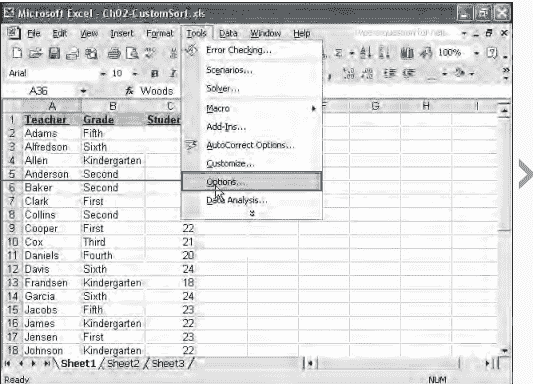 Microsoft Excel - Ch02-CustomSort.xls
File Edit View Insert Format Tools Data Window Help
Arial 10 B I
100%
A36 fx Woods
A B C F G H I
1 Teacher Grade Studen
2 Adams Fifth
3 Alfredson Sixth
4 Allen Kindergarten
5 Anderson Second
6 Baker Second
7 Clark First
8 Collins Second
9 Cooper First 22
10 Cox Third 21
11 Daniels Fourth 20
12 Davis Sixth 24
13 Frandsen Kindergarten 18
14 Garcia Sixth 24
15 Jacobs Fifth 23
16 James Kindergarten 22
17 Jensen First 23
18 Johnson Kindergarten 22
Error Checking...
Scenarios...
Solver...
Macro
Add-Ins...
AutoCorrect Options...
Customize...
Options...
Data Analysis...
Sheet1 / Sheet2 / Sheet3 /
Ready NUM